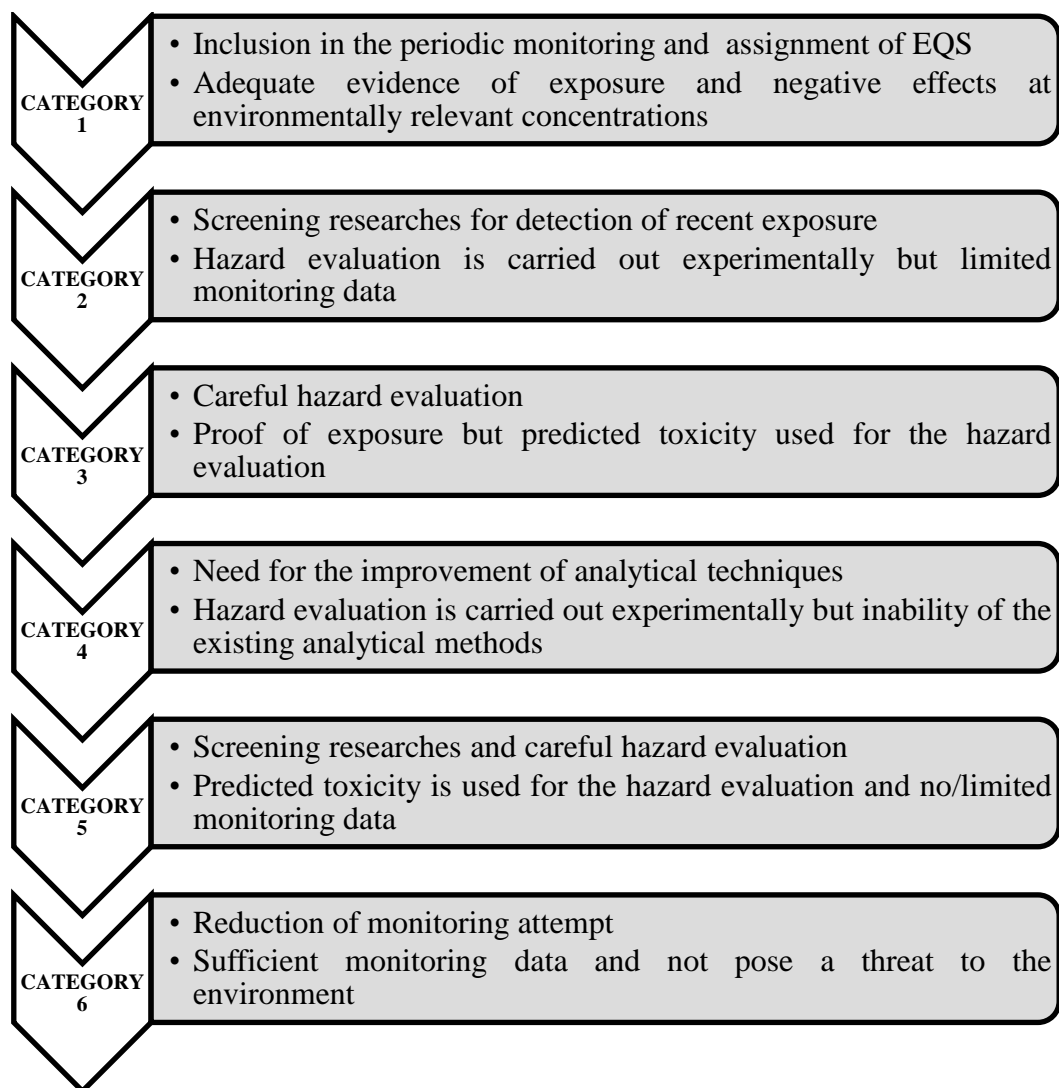 CATEGORY
1
• Inclusion in the periodic monitoring and assignment of EQS
• Adequate evidence of exposure and negative effects at
environmentally relevant concentrations
CATEGORY
2
• Screening researches for detection of recent exposure
• Hazard evaluation is carried out experimentally but limited
monitoring data
CATEGORY
3
• Careful hazard evaluation
• Proof of exposure but predicted toxicity used for the hazard
evaluation
CATEGORY
4
• Need for the improvement of analytical techniques
• Hazard evaluation is carried out experimentally but inability of the
existing analytical methods
CATEGORY
5
• Screening researches and careful hazard evaluation
• Predicted toxicity is used for the hazard evaluation and no/limited
monitoring data
CATEGORY
6
• Reduction of monitoring attempt
• Sufficient monitoring data and not pose a threat to the
environment